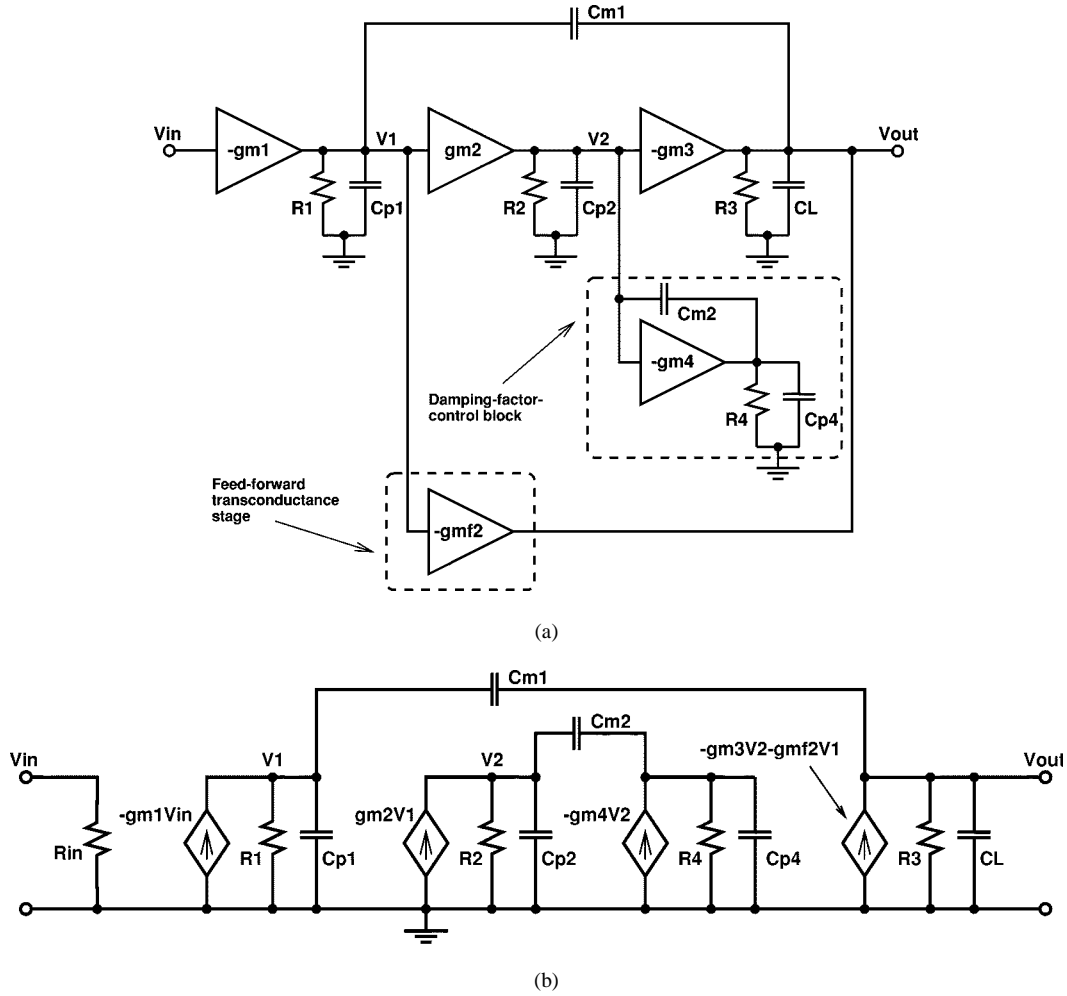 Cm1
Vin
-gm1
V1
gm2
V2
-gm3
Vout
R1
Cp1
R2
Cp2
R3
CL
Cm2
-gm4
R4
Cp4
Damping-factor-
control block
Feed-forward
transconductance
stage
-gmf2
(a)
Cm1
Cm2
-gm3V2-gmf2V1
Vin
V1
V2
Vout
-gm1Vin
gm2V1
-gm4V2
Rin
R1
Cp1
R2
Cp2
R4
Cp4
R3
CL
(b)